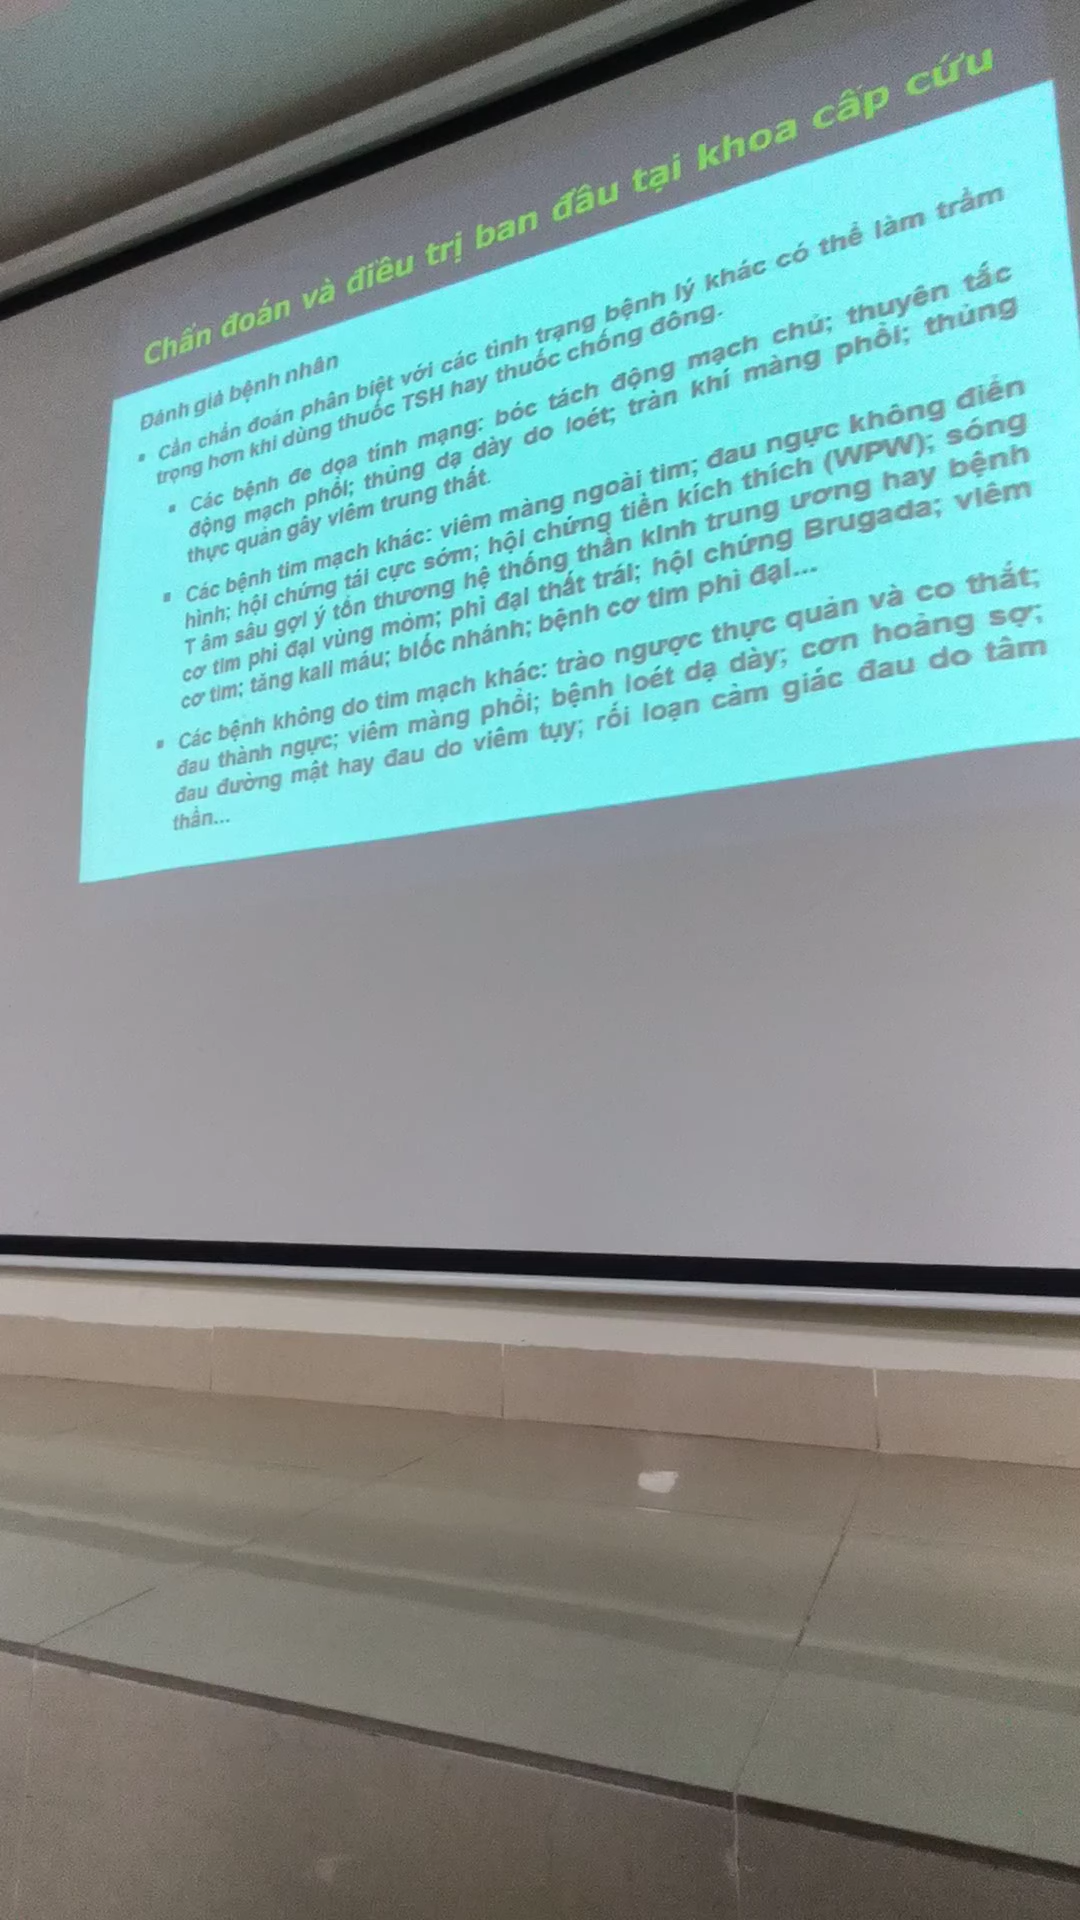 Chẩn đoán và điều trị ban đầu tại khoa cấp cứu
Đánh giá bệnh nhân
▪ Cần chẩn đoán phân biệt với các tình trạng bệnh lý khác có thể làm trầm
trọng hơn khi dùng thuốc TSH hay thuốc chống đông.
▪ Các bệnh đe dọa tính mạng: bóc tách động mạch chủ; thuyên tắc
động mạch phổi; thủng dạ dày do loét; tràn khí màng phổi; thủng
thực quản gây viêm trung thất.
▪ Các bệnh tim mạch khác: viêm màng ngoài tim; đau ngực không điển
hình; hội chứng tái cực sớm; hội chứng tiền kích thích (WPW); sóng
T âm sâu gợi ý tổn thương hệ thống thần kinh trung ương hay bệnh
cơ tim phì đại vùng mỏm; phì đại thất trái; hội chứng Brugada; viêm
cơ tim; tăng kali máu; blốc nhánh; bệnh cơ tim phì đại...
▪ Các bệnh không do tim mạch khác: trào ngược thực quản và co thắt;
đau thành ngực; viêm màng phổi; bệnh loét dạ dày; cơn hoảng sợ;
đau đường mật hay đau do viêm tụy; rối loạn cảm giác đau do tâm
thần...